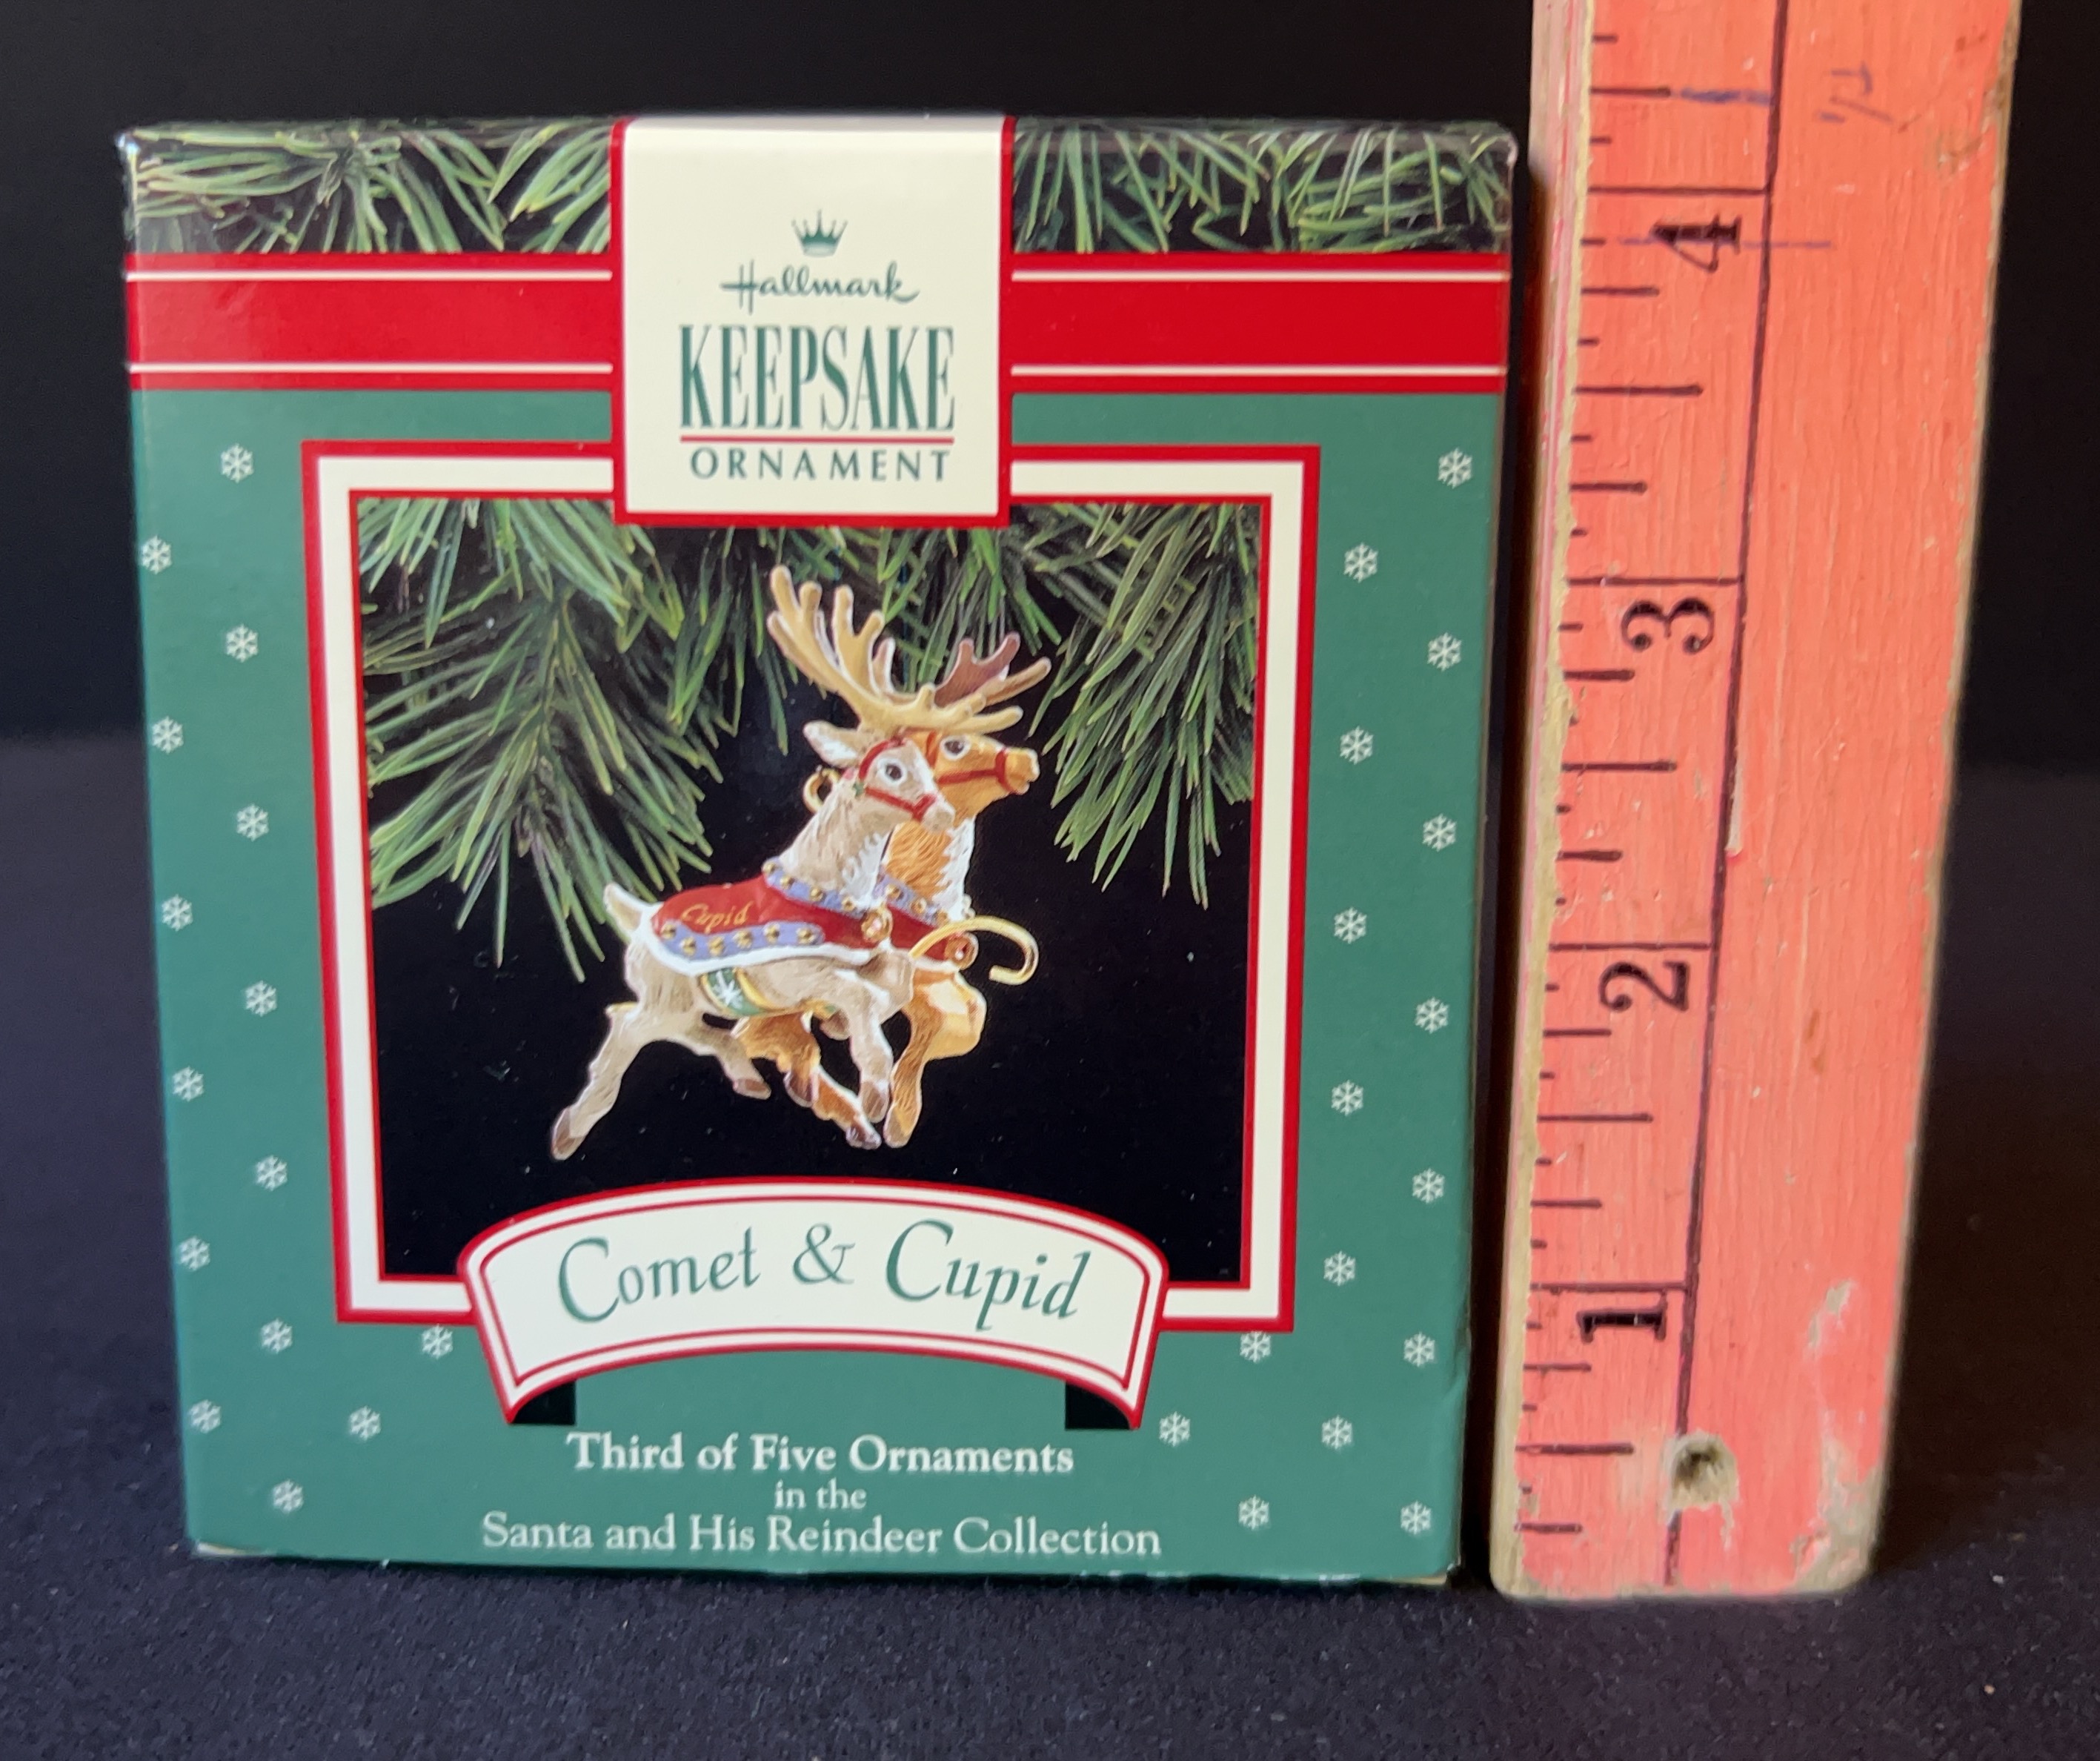 Hallmark
KEEPSAKE
ORNAMENT
Cupid
Comet & Cupid
Third of Five Ornaments
in the
Santa and His Reindeer Collection
4
3
2
1